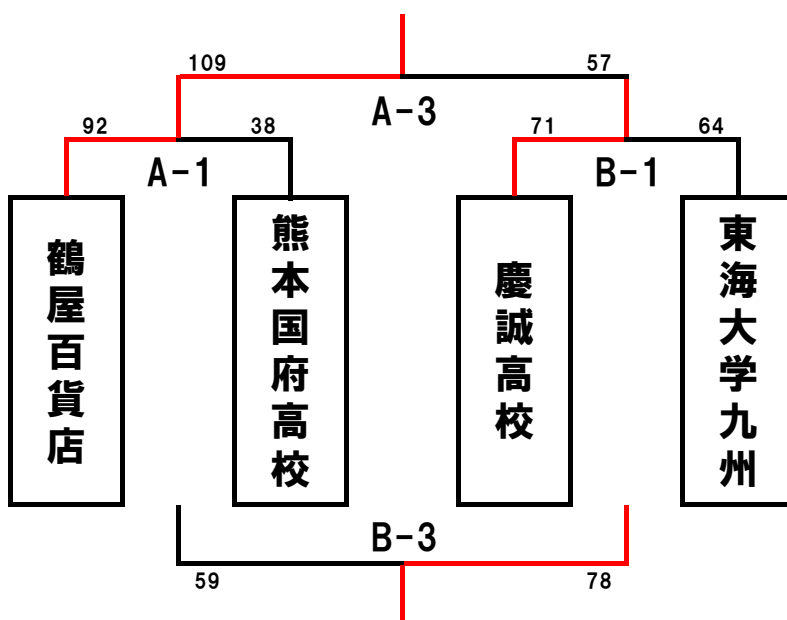 109 57
A-3
92 38 71 64
A-1 B-1
鶴屋百貨店
熊本国府高校
慶誠高校
東海大学九州
B-3
59 78